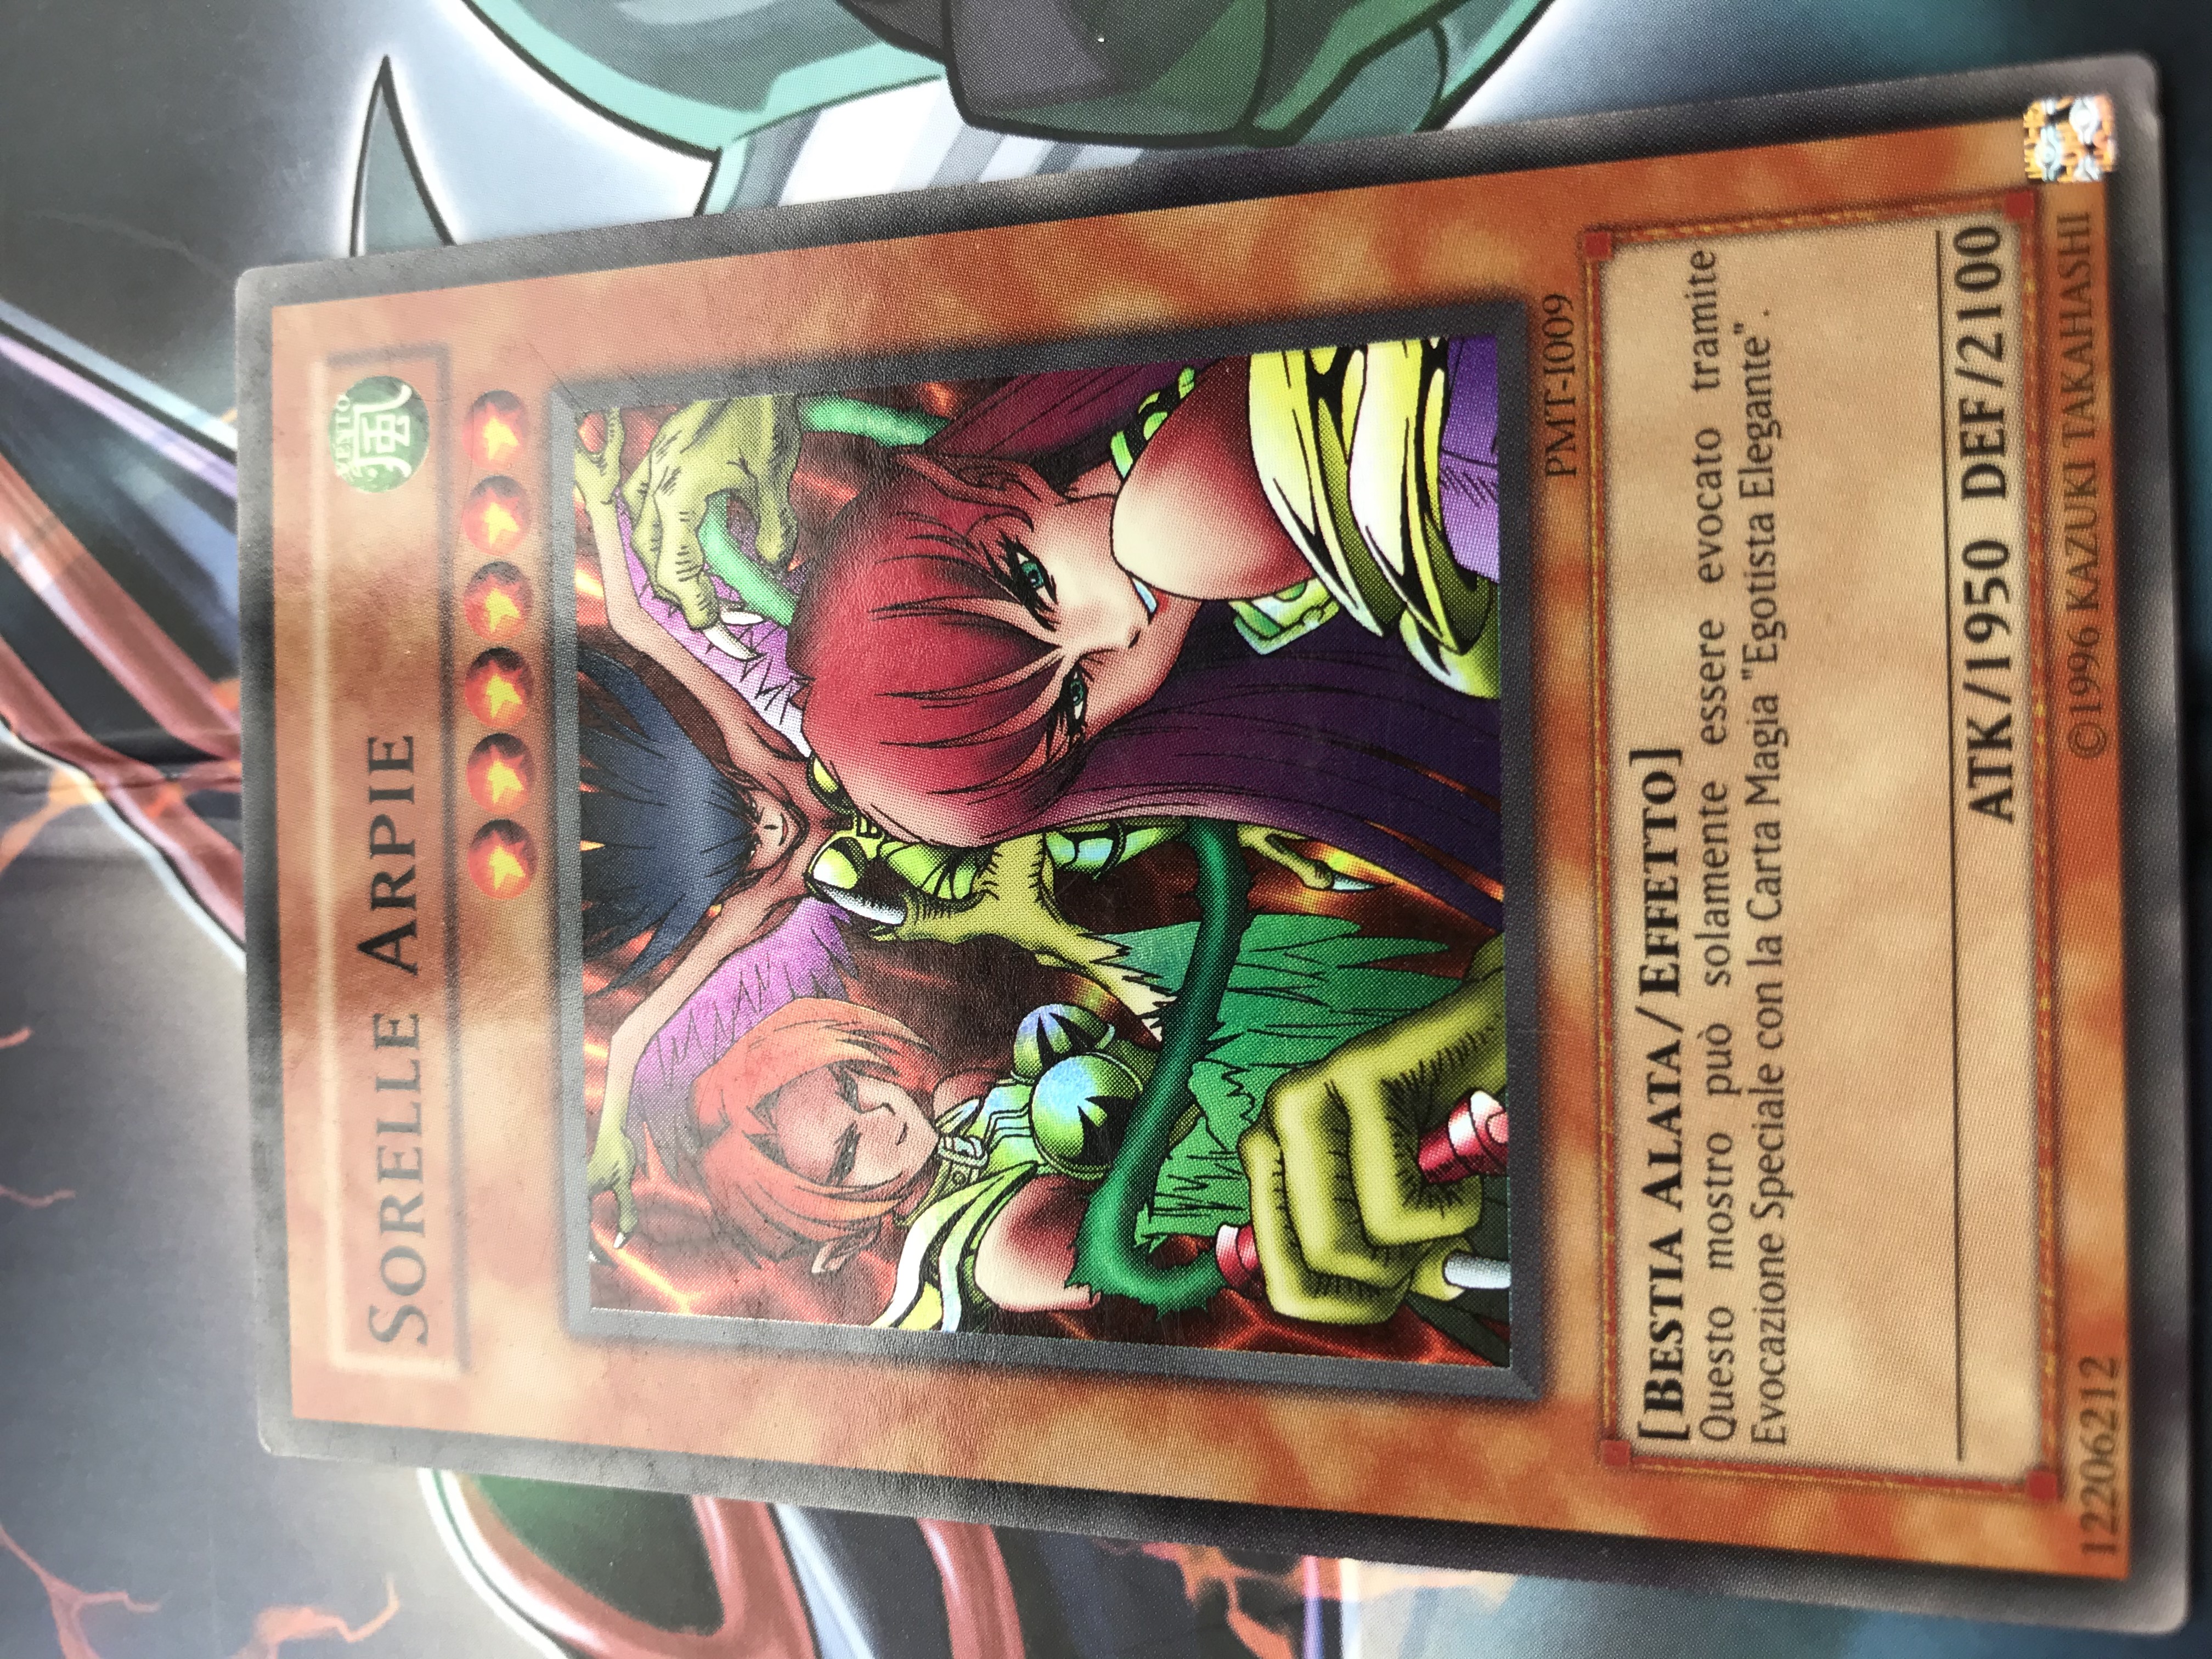 SORELLE ARPIE
VENTO
風
PMT-I009
[BESTIA ALATA/EFFETTO]
Questo mostro può solamente essere evocato tramite
Evocazione Speciale con la Carta Magia "Egotista Elegante".
ATK/1950 DEF/2100
12206212
©1996 KAZUKI TAKAHASHI